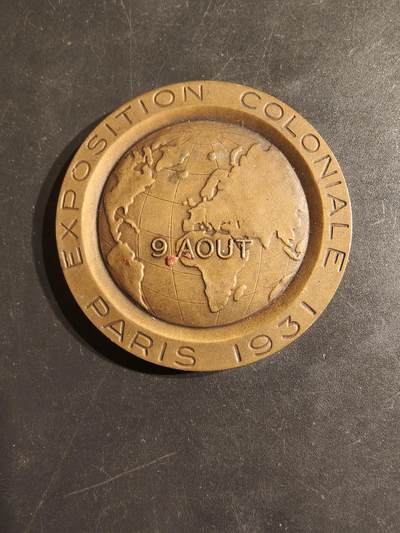 EXPOSITION COLONIALE
9 AOUT
PARIS 1931